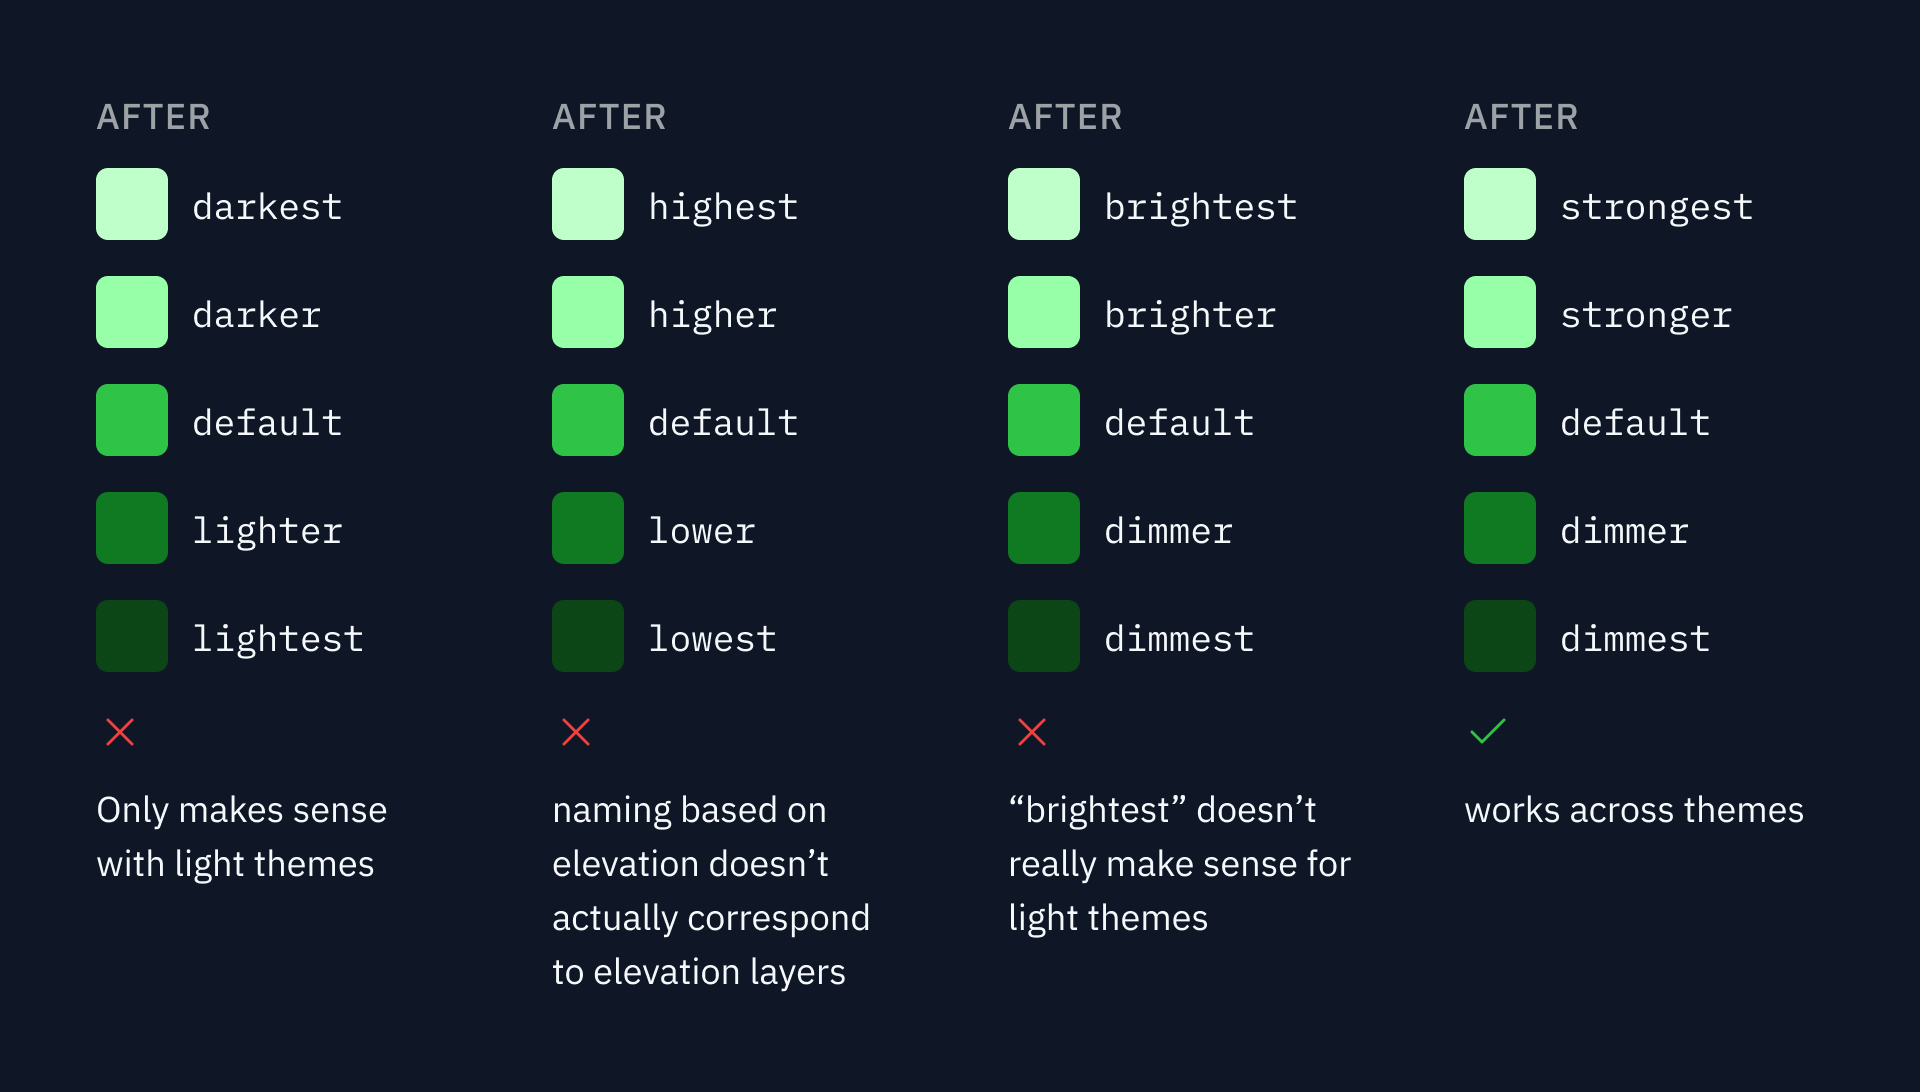 AFTER
darkest
darker
default
lighter
lightest
Only makes sense
with light themes
AFTER
highest
higher
default
lower
lowest
naming based on
elevation doesn’t
actually correspond
to elevation layers
AFTER
brightest
brighter
default
dimmer
dimmest
“brightest” doesn’t
really make sense for
light themes
AFTER
strongest
stronger
default
dimmer
dimmest
works across themes